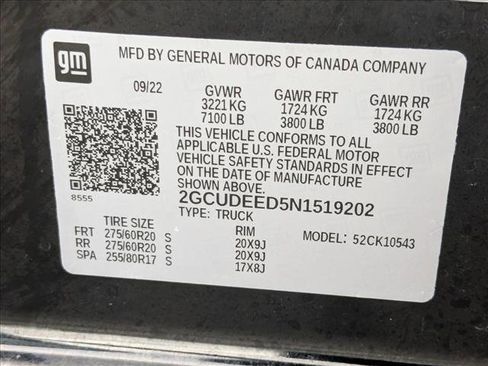 gm
MFD BY GENERAL MOTORS OF CANADA COMPANY
09/22 GVWR GAWR FRT GAWR RR
3221 KG 1724 KG 1724 KG
7100 LB 3800 LB 3800 LB
THIS VEHICLE CONFORMS TO ALL
APPLICABLE U.S. FEDERAL MOTOR
VEHICLE SAFETY STANDARDS IN EFFECT
ON THE DATE OF MANUFACTURE
SHOWN ABOVE.
8555 2GCUDEED5N1519202
TYPE: TRUCK
TIRE SIZE RIM MODEL: 52CK10543
FRT 275/60R20 S 20X9J
RR 275/60R20 S 20X9J
SPA 255/80R17 S 17X8J